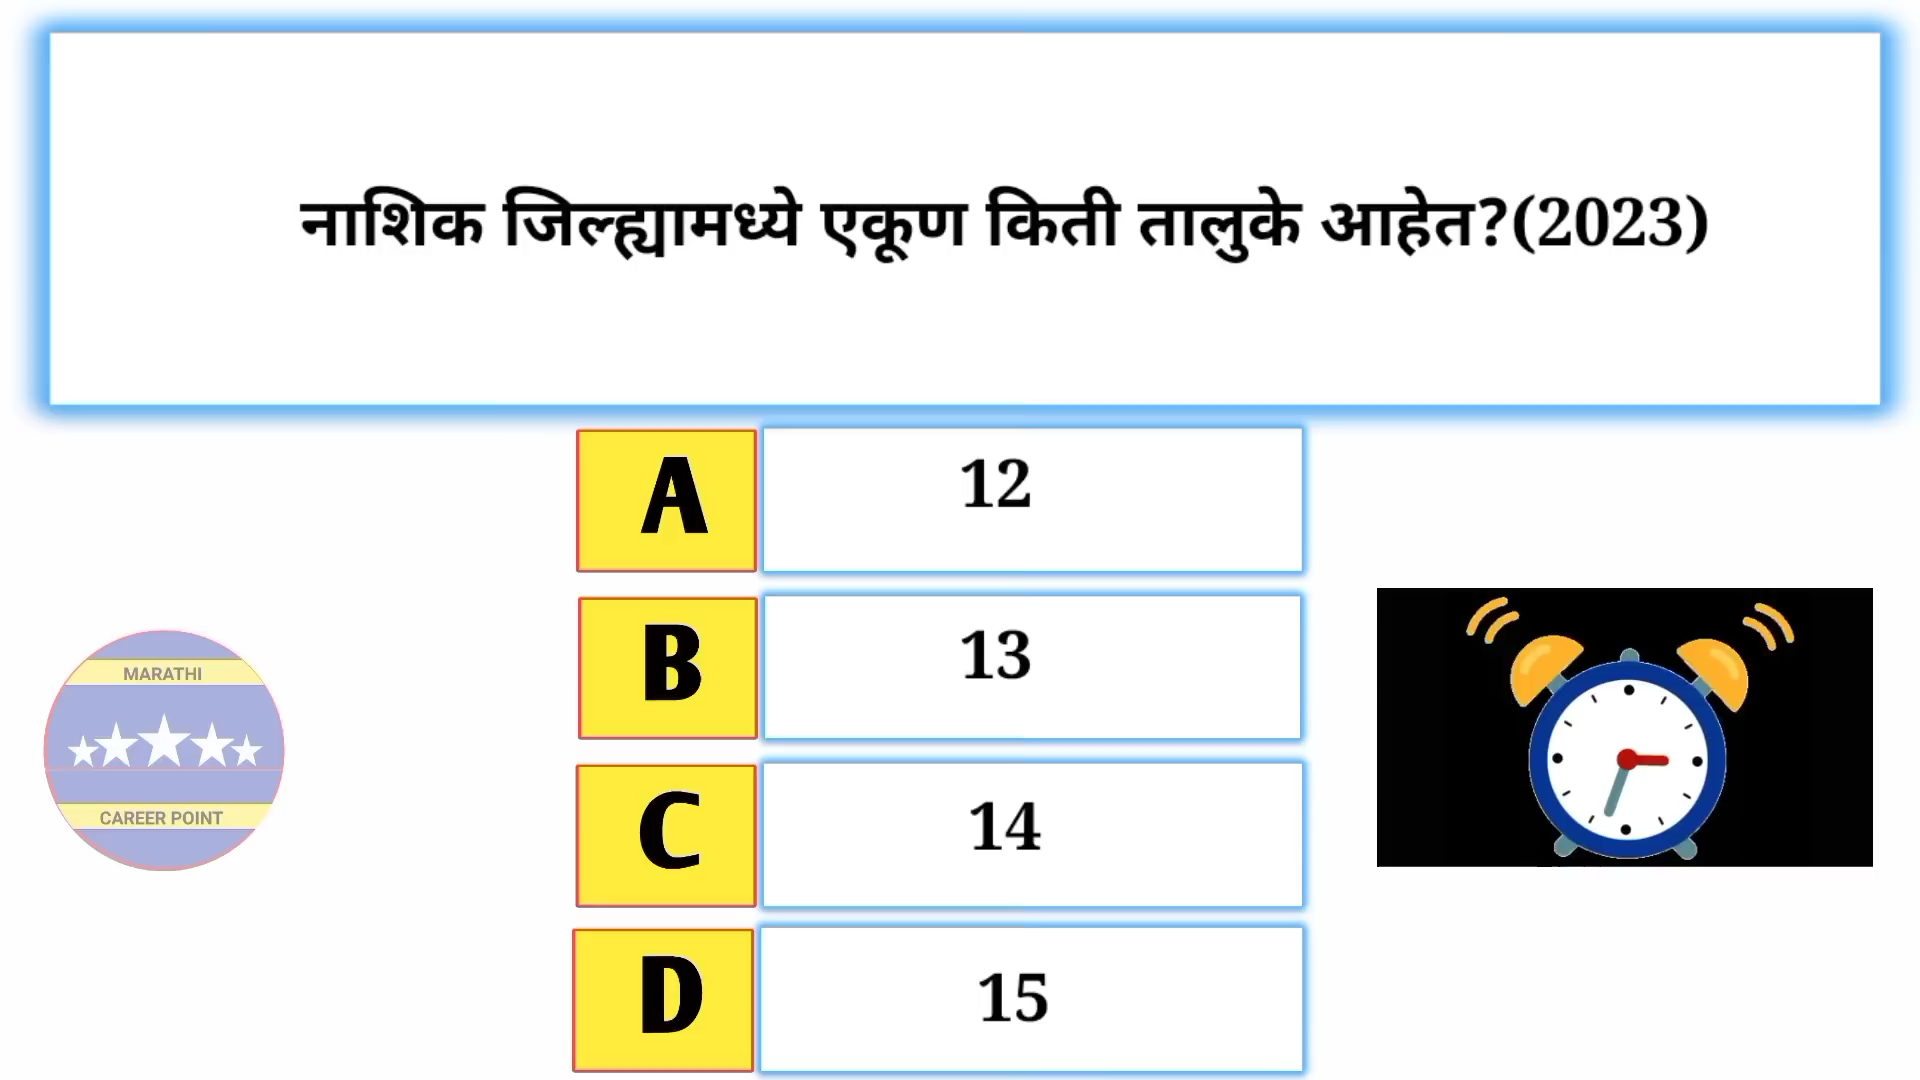 नाशिक जिल्ह्यामध्ये एकूण किती तालुके आहेत?(2023)
A 12
B 13
C 14
D 15
MARATHI
CAREER POINT